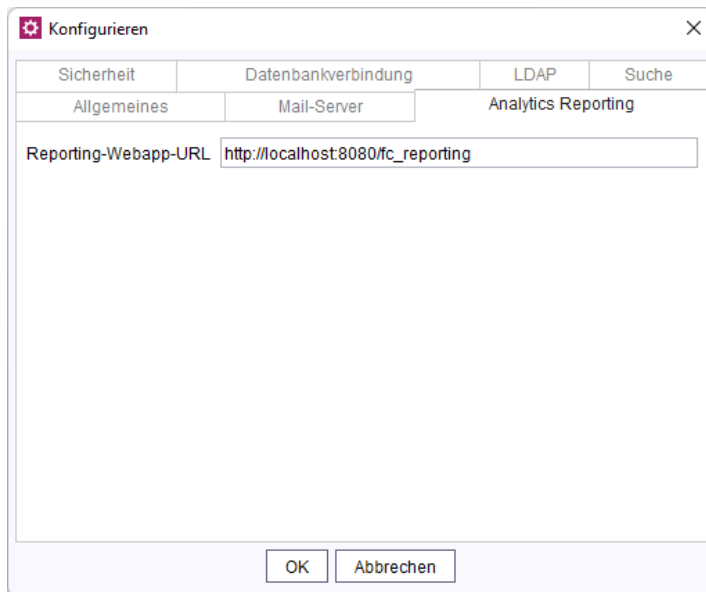 Konfigurieren
Sicherheit Datenbankverbindung LDAP Suche
Allgemeines Mail-Server Analytics Reporting
Reporting-Webapp-URL http://localhost:8080/fc_reporting
OK Abbrechen